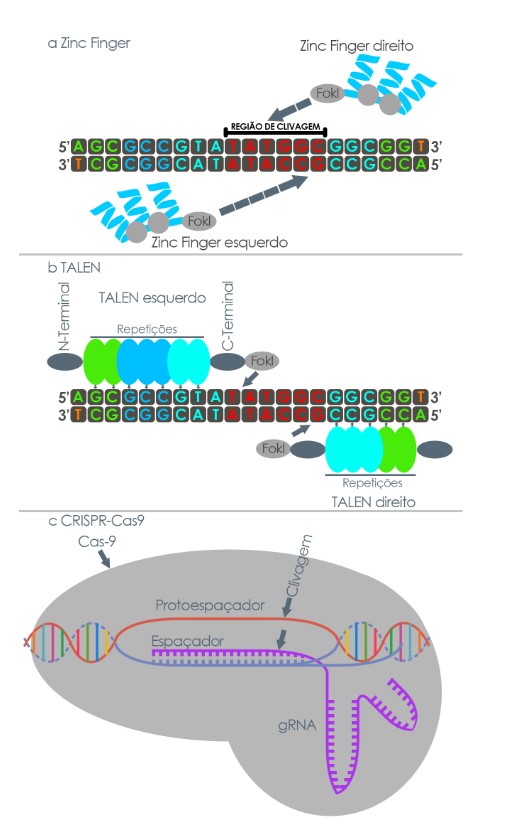 a Zinc Finger
Zinc Finger direito
FokI
REGIÃO DE CLIVAGEM
5' AGCGCCGTATATGGCGGCGGT 3'
3' TCGCGGCATATACCGCCGCCA 5'
FokI
Zinc Finger esquerdo
b TALEN
N-Terminal
TALEN esquerdo
C-Terminal
Repetições
FokI
5' AGCGCCGTATATGGCGGCGGT 3'
3' TCGCGGCATATACCGCCGCCA 5'
FokI
Repetições
TALEN direito
c CRISPR-Cas9
Cas-9
Clivagem
Protoespaçador
Espaçador
gRNA